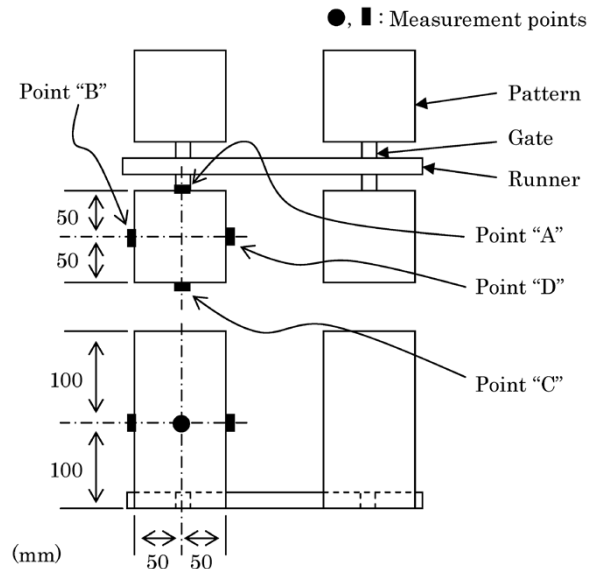 ●, ▮ : Measurement points
Point “B”
Pattern
Gate
Runner
50
50
Point “A”
Point “D”
Point “C”
100
100
(mm)
50 50